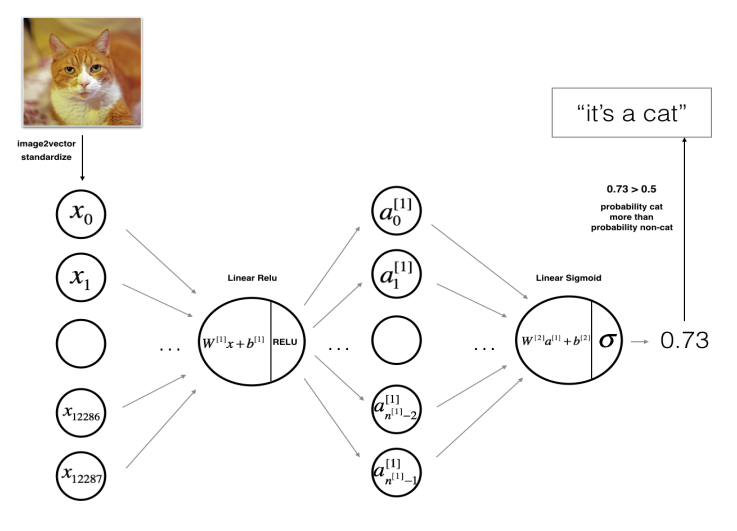 image2vector
standardize
x_0
x_1
x_{12286}
x_{12287}
...
Linear Relu
W^{[1]}x+b^{[1]} RELU
...
a_0^{[1]}
a_1^{[1]}
a_{n^{[1]}-2}^{[1]}
a_{n^{[1]}-1}^{[1]}
...
Linear Sigmoid
W^{[2]}a^{[1]}+b^{[2]} σ
0.73
0.73 > 0.5
probability cat
more than
probability non-cat
“it’s a cat”